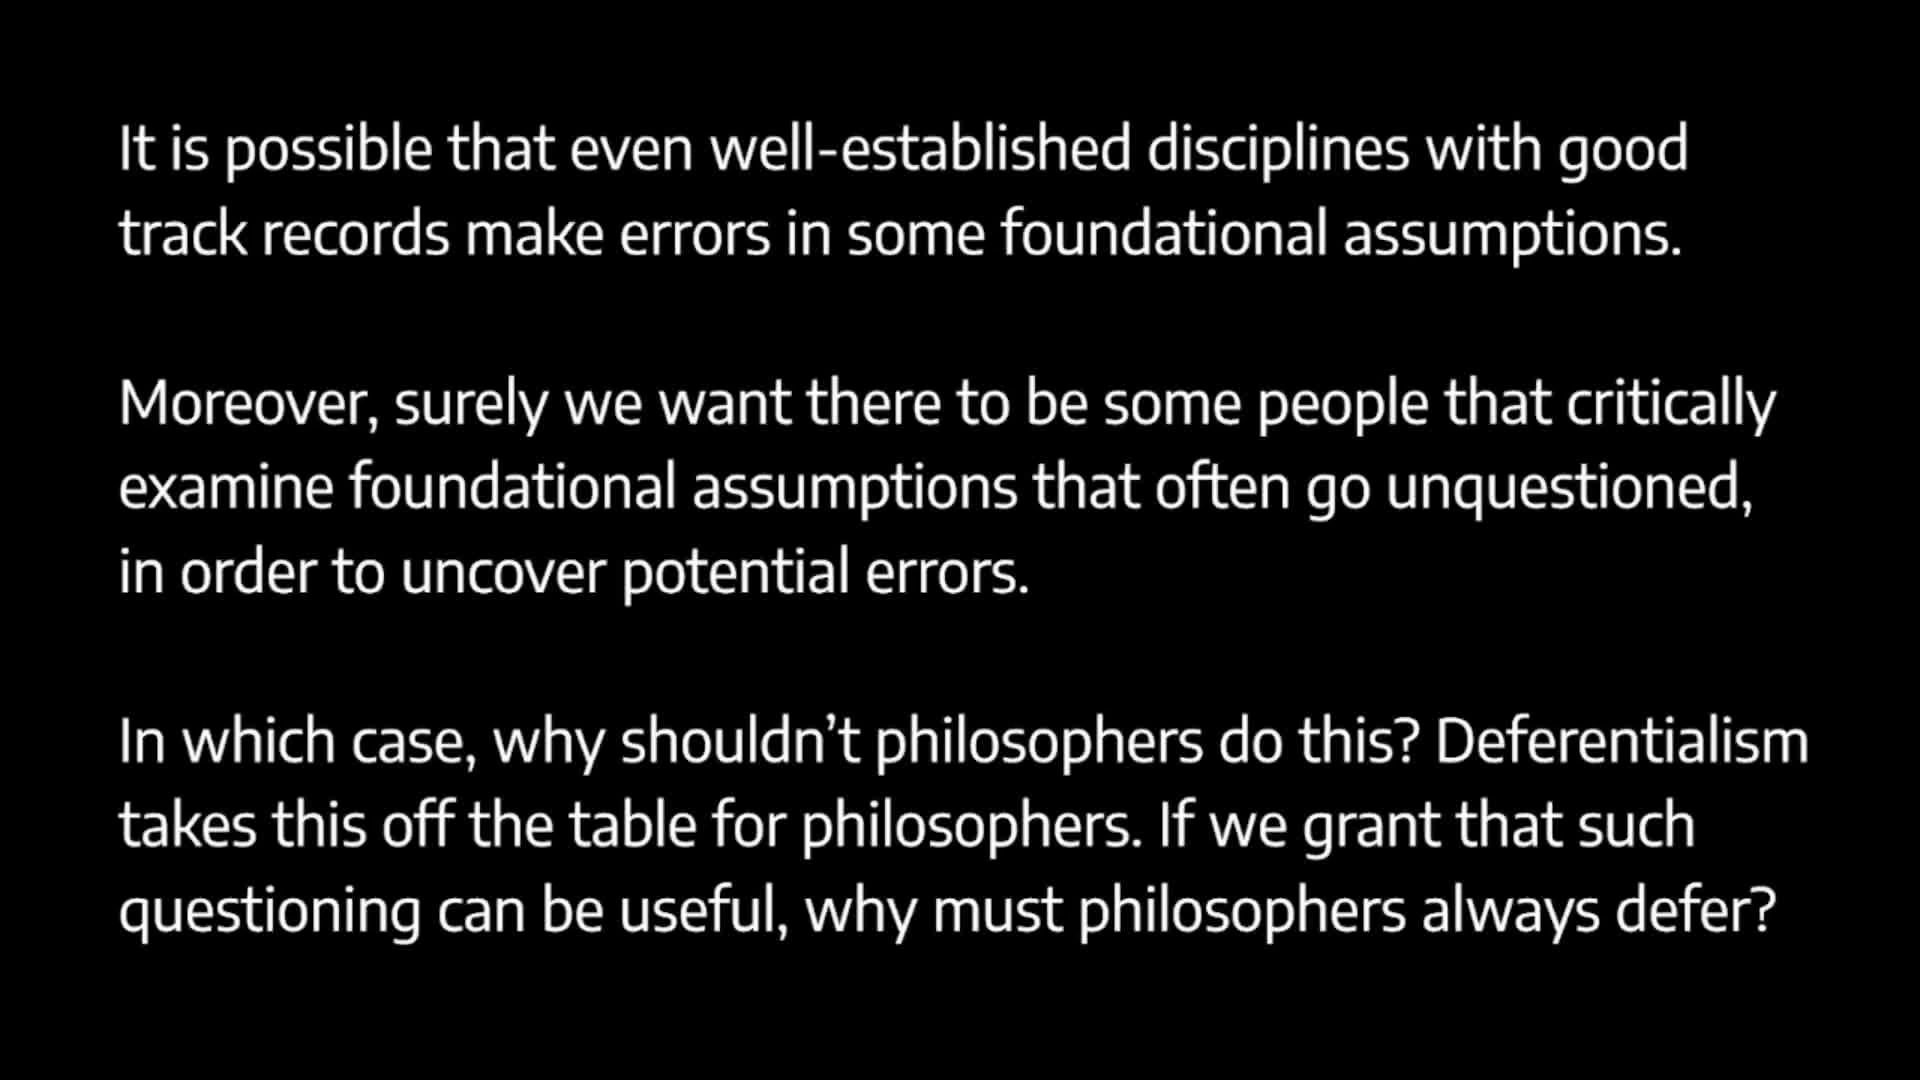 It is possible that even well-established disciplines with good
track records make errors in some foundational assumptions.
Moreover, surely we want there to be some people that critically
examine foundational assumptions that often go unquestioned,
in order to uncover potential errors.
In which case, why shouldn’t philosophers do this? Deferentialism
takes this off the table for philosophers. If we grant that such
questioning can be useful, why must philosophers always defer?